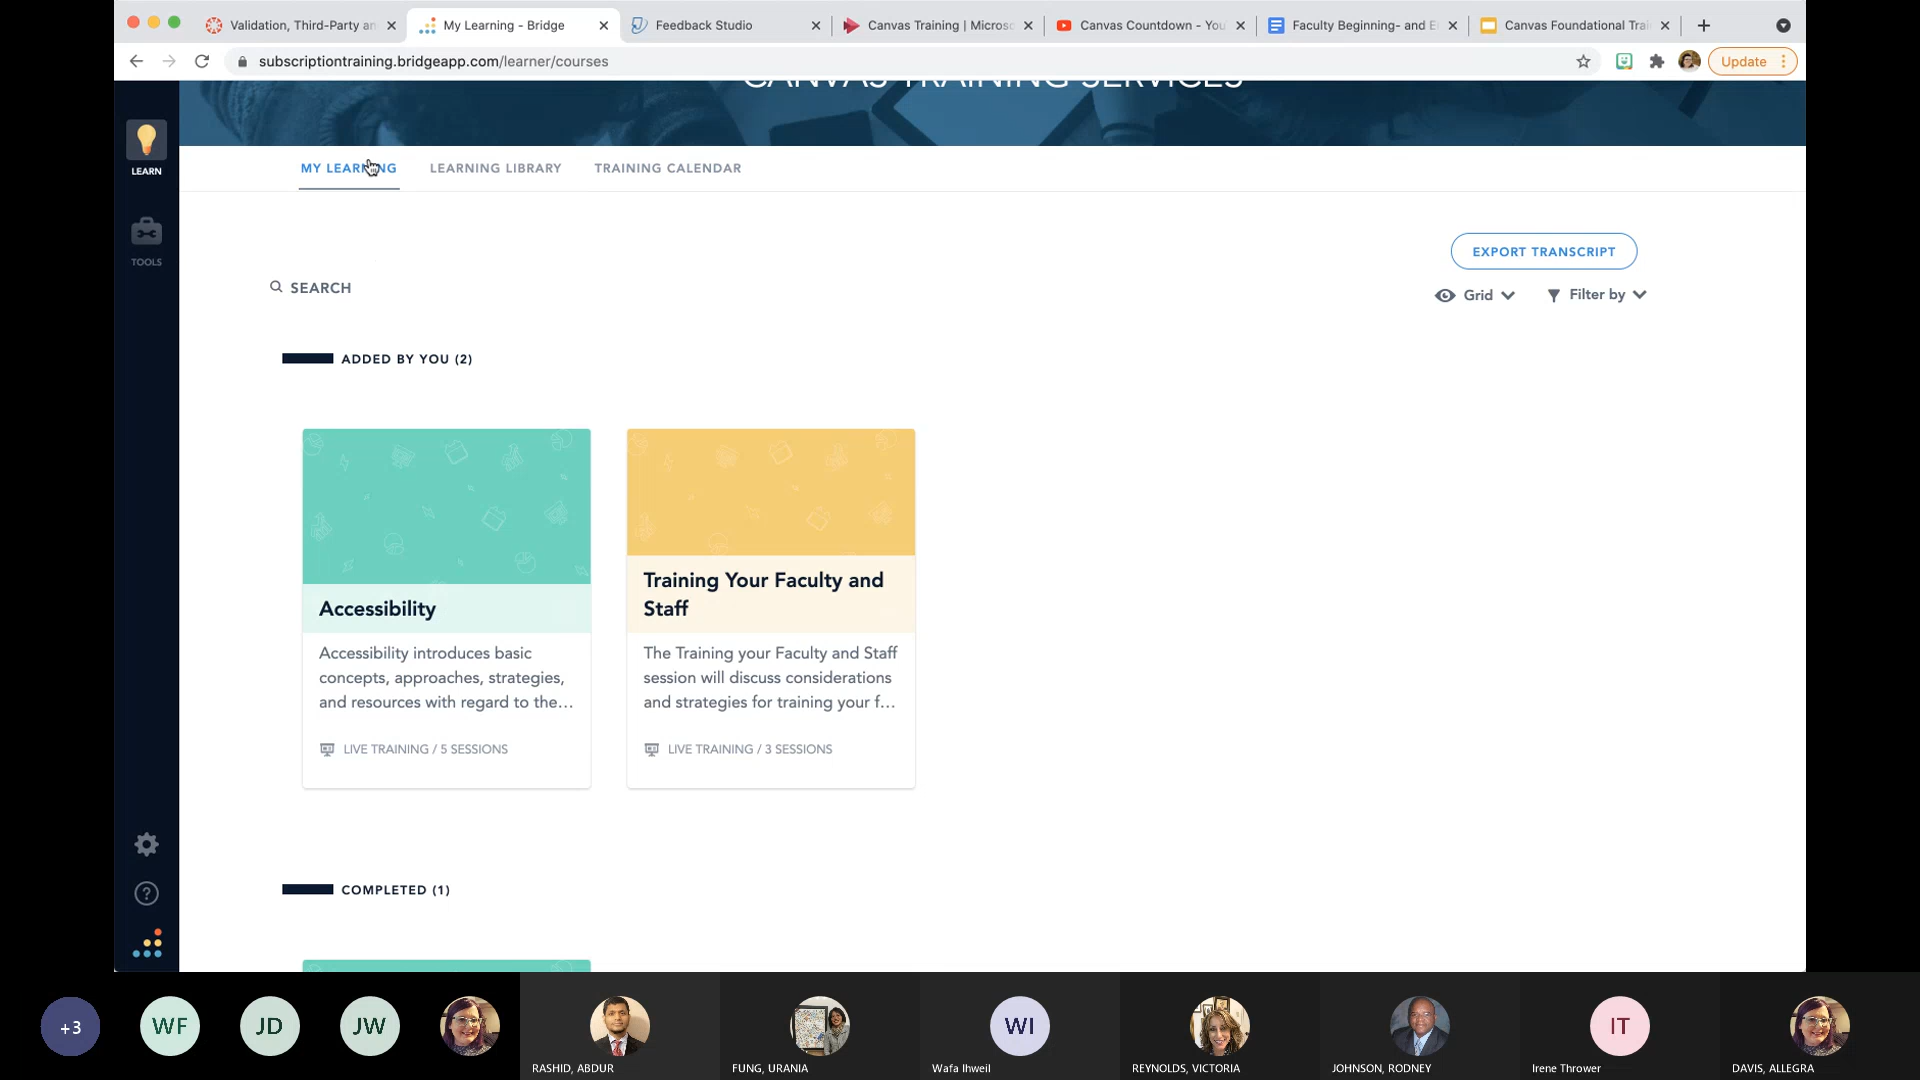 Validation, Third-Party an
My Learning - Bridge
Feedback Studio
Canvas Training | Microso
Canvas Countdown - You
Faculty Beginning- and E
Canvas Foundational Trai
subscriptiontraining.bridgeapp.com/learner/courses
Update
CANVAS TRAINING SERVICES
LEARN
TOOLS
MY LEARNING
LEARNING LIBRARY
TRAINING CALENDAR
EXPORT TRANSCRIPT
SEARCH
Grid
Filter by
ADDED BY YOU (2)
Accessibility
Accessibility introduces basic
concepts, approaches, strategies,
and resources with regard to the...
LIVE TRAINING / 5 SESSIONS
Training Your Faculty and
Staff
The Training your Faculty and Staff
session will discuss considerations
and strategies for training your f...
LIVE TRAINING / 3 SESSIONS
COMPLETED (1)
+3
WF
JD
JW
RASHID, ABDUR
FUNG, URANIA
WI
Wafa Ihweil
REYNOLDS, VICTORIA
JOHNSON, RODNEY
IT
Irene Thrower
DAVIS, ALLEGRA